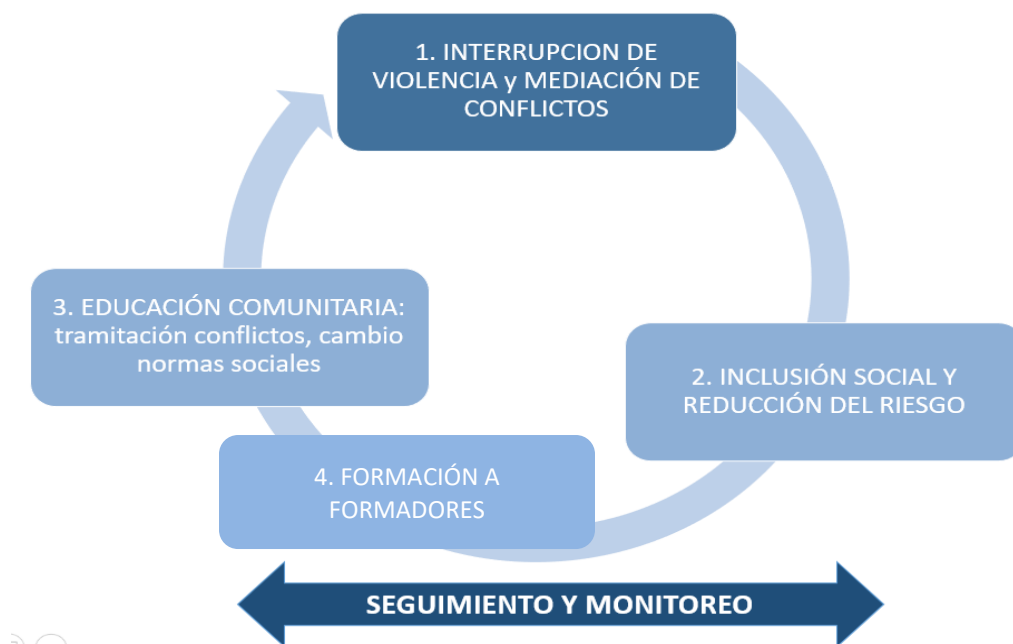 1. INTERRUPCION DE
VIOLENCIA y MEDIACIÓN DE
CONFLICTOS
2. INCLUSIÓN SOCIAL Y
REDUCCIÓN DEL RIESGO
3. EDUCACIÓN COMUNITARIA:
tramitación conflictos, cambio
normas sociales
4. FORMACIÓN A
FORMADORES
SEGUIMIENTO Y MONITOREO